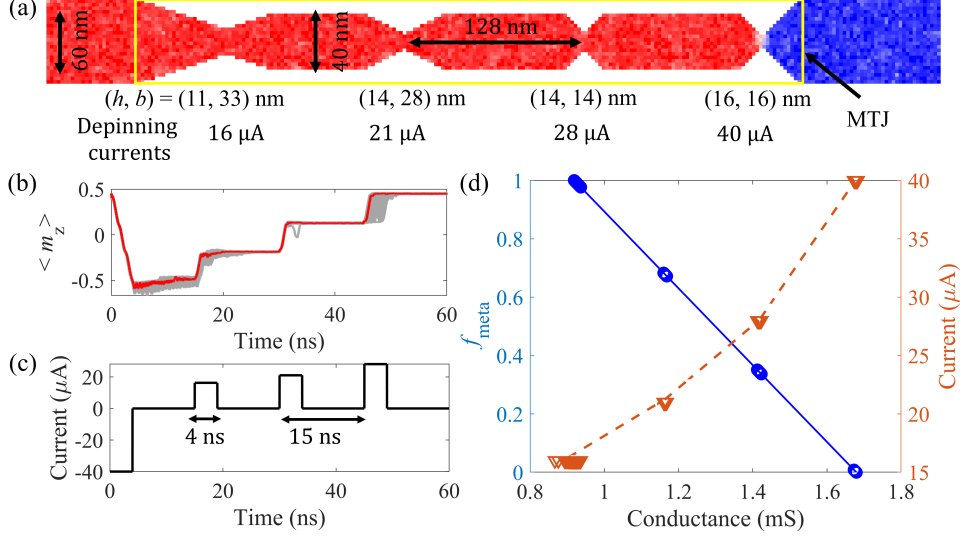 (a)
60 nm
40 nm
128 nm
(h, b) = (11, 33) nm (14, 28) nm (14, 14) nm (16, 16) nm
MTJ
Depinning currents 16 μA 21 μA 28 μA 40 μA
(b)
< m_z >
0.5
0
-0.5
0 20 40 60
Time (ns)
(c)
Current (μA)
20
0
-20
-40
4 ns
15 ns
0 20 40 60
Time (ns)
(d)
f_meta
1
0.8
0.6
0.4
0.2
0
Current (μA)
40
35
30
25
20
15
0.8 1 1.2 1.4 1.6 1.8
Conductance (mS)